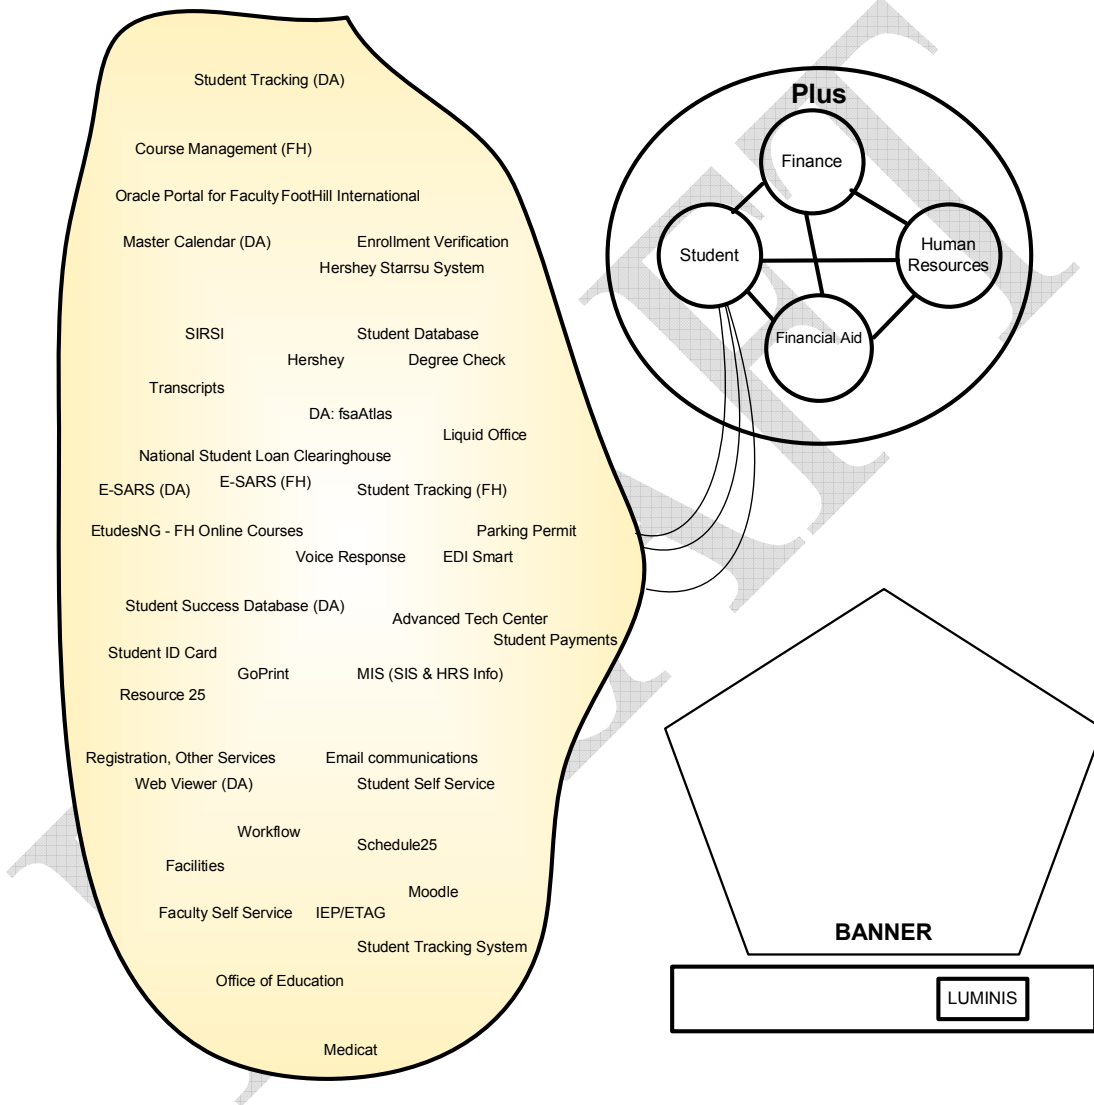 Student Tracking (DA)
Course Management (FH)
Oracle Portal for Faculty FootHill International
Master Calendar (DA)
Enrollment Verification
Hershey Starrsu System
SIRSI
Student Database
Hershey
Degree Check
Transcripts
DA: fsaAtlas
Liquid Office
National Student Loan Clearinghouse
E-SARS (DA)
E-SARS (FH)
Student Tracking (FH)
EtudesNG - FH Online Courses
Parking Permit
Voice Response
EDI Smart
Student Success Database (DA)
Advanced Tech Center
Student Payments
Student ID Card
GoPrint
MIS (SIS & HRS Info)
Resource 25
Registration, Other Services
Email communications
Web Viewer (DA)
Student Self Service
Workflow
Schedule25
Facilities
Moodle
Faculty Self Service
IEP/ETAG
Student Tracking System
Office of Education
Medicat
Plus
Finance
Student
Human
Resources
Financial Aid
BANNER
LUMINIS
DRAFT